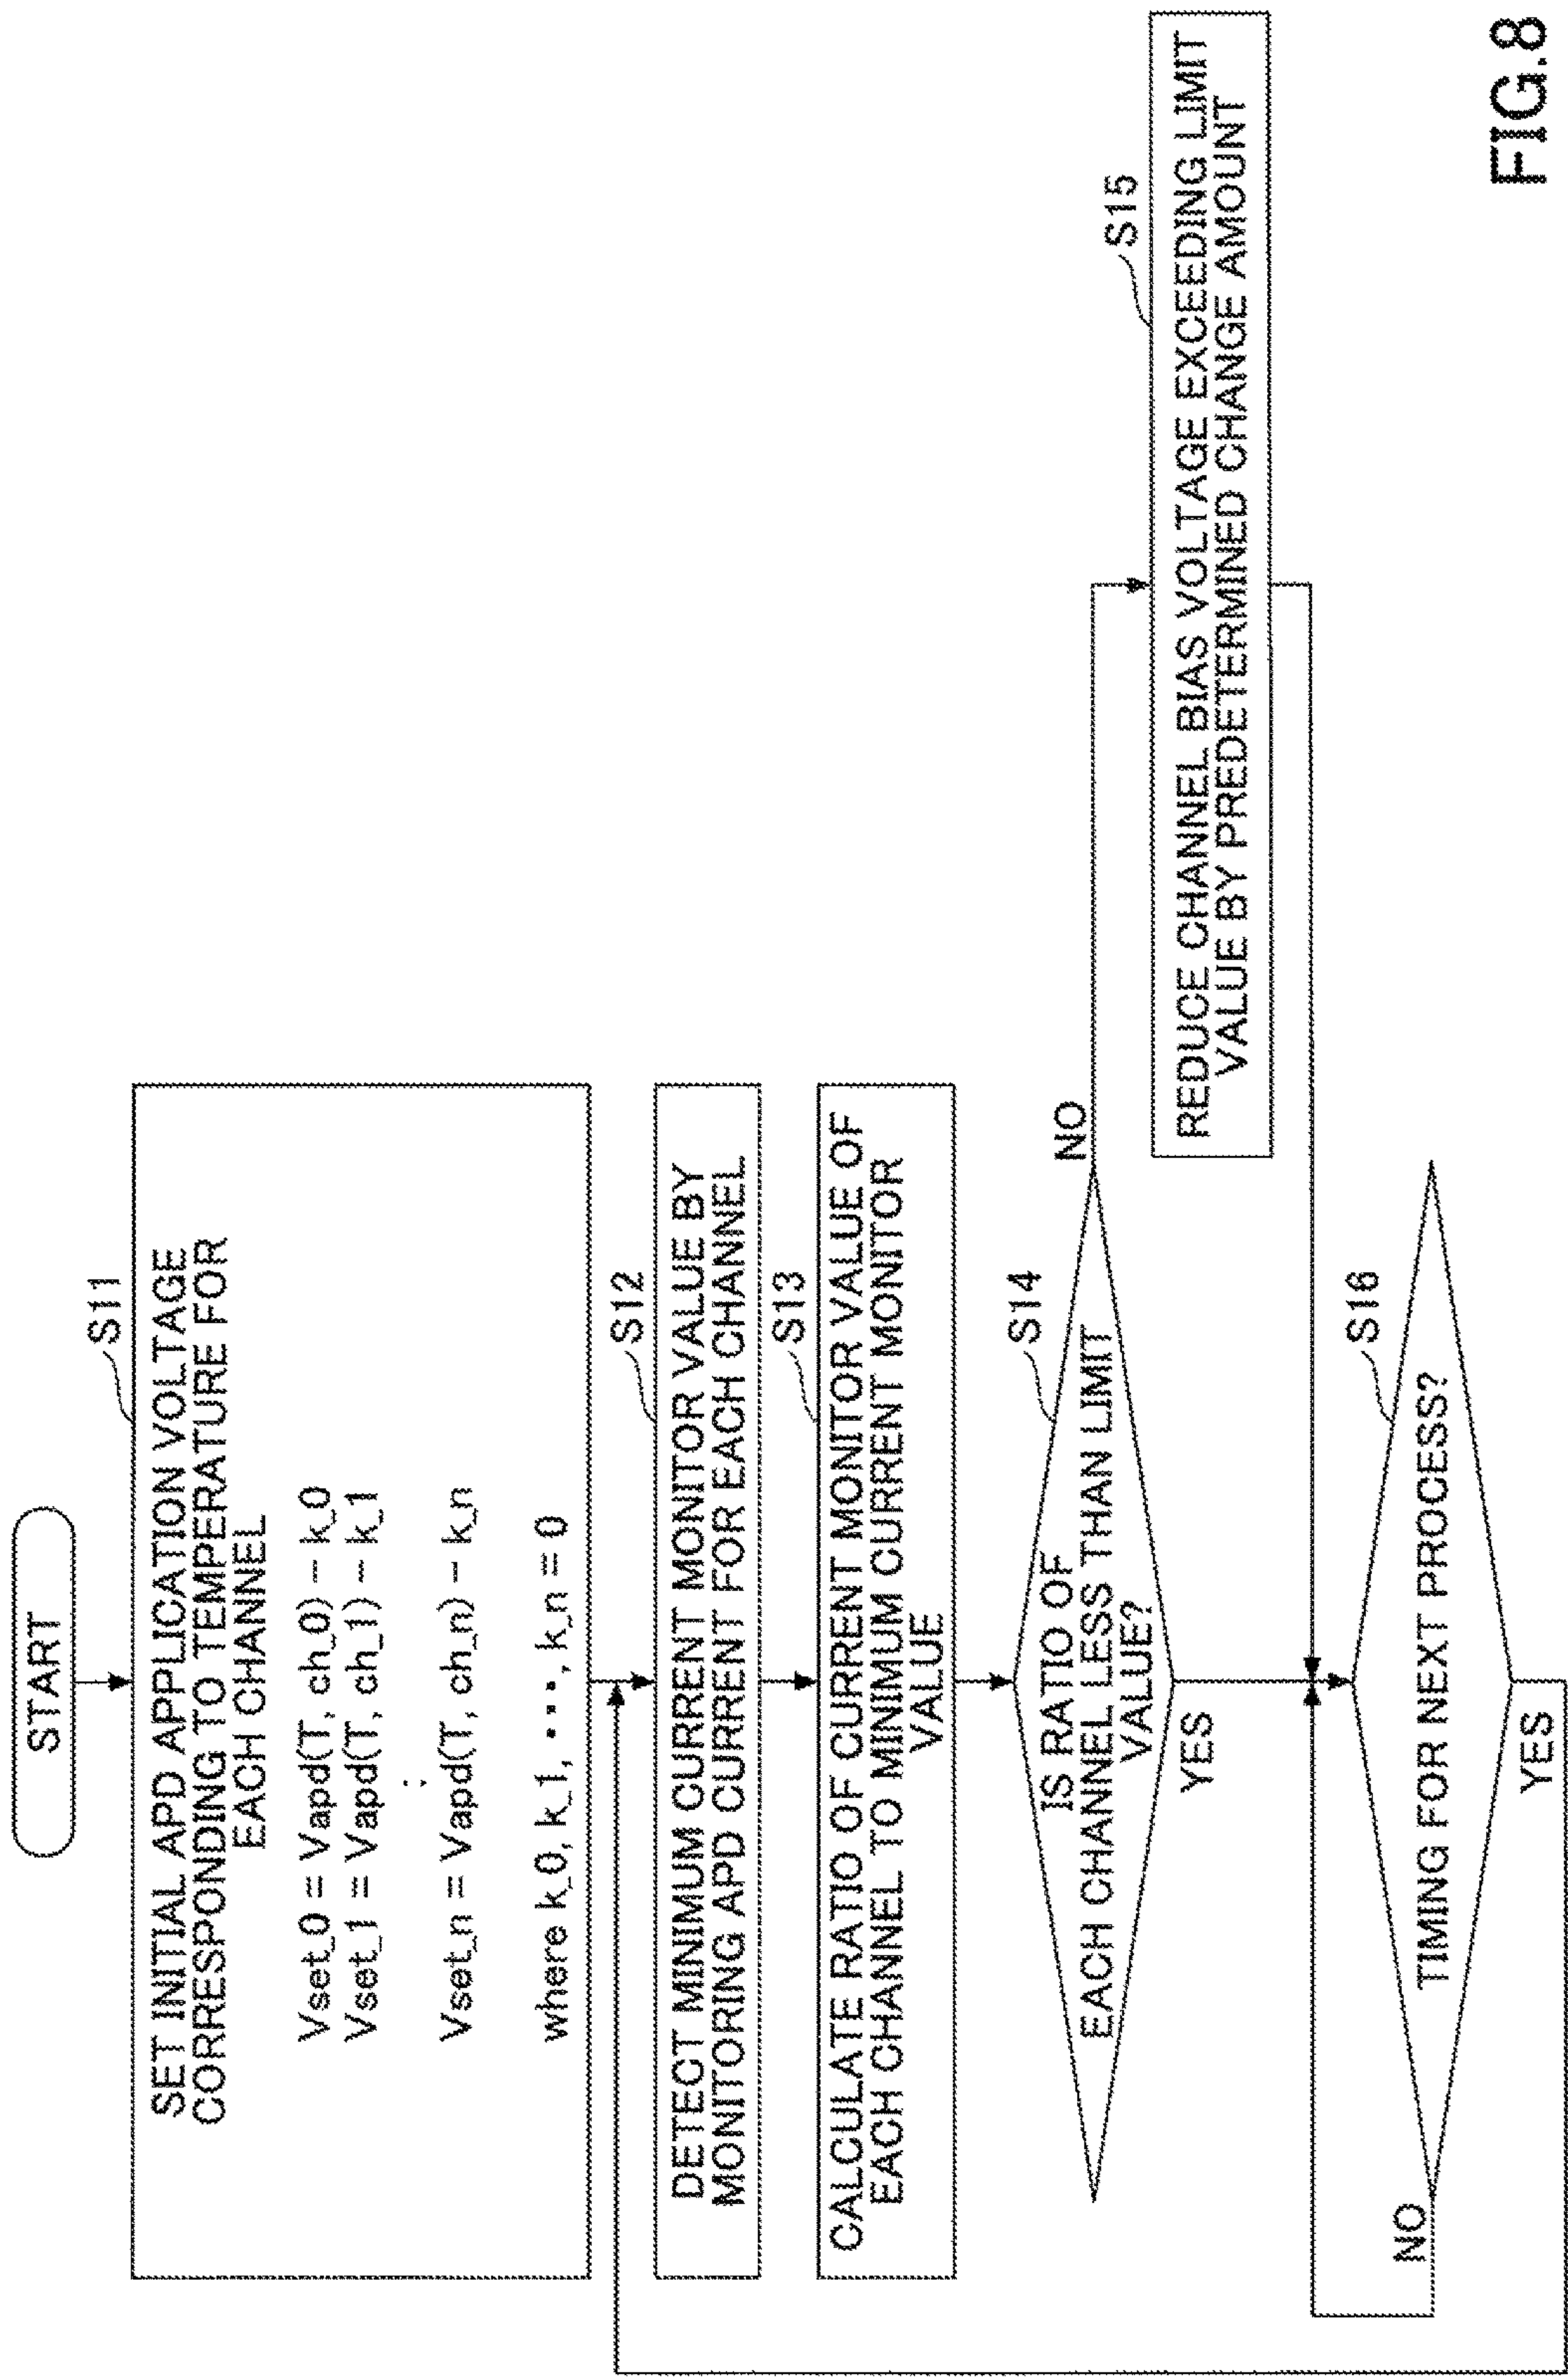 START
S11
SET INITIAL APD APPLICATION VOLTAGE
CORRESPONDING TO TEMPERATURE FOR
EACH CHANNEL
Vset_0 = Vapd(T, ch_0) – k_0
Vset_1 = Vapd(T, ch_1) – k_1
:
Vset_n = Vapd(T, ch_n) – k_n
where k_0, k_1, ···, k_n = 0
S12
DETECT MINIMUM CURRENT MONITOR VALUE BY
MONITORING APD CURRENT FOR EACH CHANNEL
S13
CALCULATE RATIO OF CURRENT MONITOR VALUE OF
EACH CHANNEL TO MINIMUM CURRENT MONITOR
VALUE
S14
IS RATIO OF
EACH CHANNEL LESS THAN LIMIT
VALUE?
NO
YES
S15
REDUCE CHANNEL BIAS VOLTAGE EXCEEDING LIMIT
VALUE BY PREDETERMINED CHANGE AMOUNT
S16
TIMING FOR NEXT PROCESS?
NO
YES
FIG.8